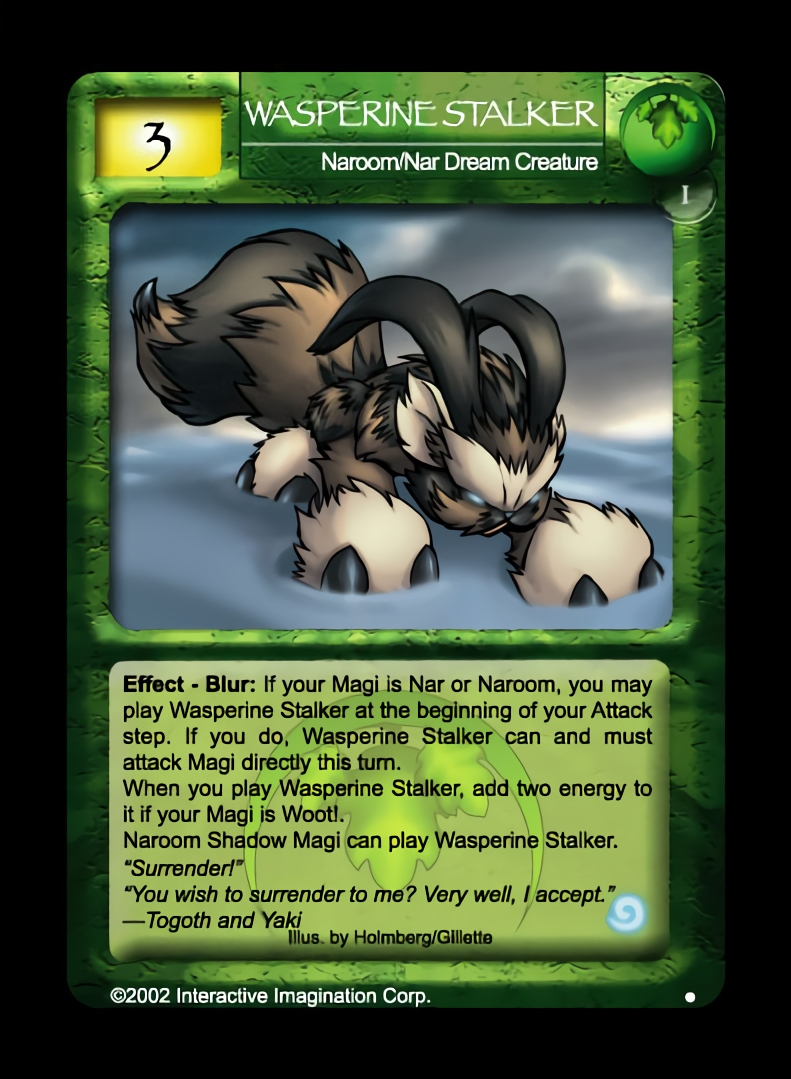 3
WASPERINE STALKER
Naroom/Nar Dream Creature
I
Effect - Blur: If your Magi is Nar or Naroom, you may
play Wasperine Stalker at the beginning of your Attack
step. If you do, Wasperine Stalker can and must
attack Magi directly this turn.
When you play Wasperine Stalker, add two energy to
it if your Magi is Woot!.
Naroom Shadow Magi can play Wasperine Stalker.
“Surrender!”
“You wish to surrender to me? Very well, I accept.”
—Togoth and Yaki
Illus. by Holmberg/Gillette
©2002 Interactive Imagination Corp.